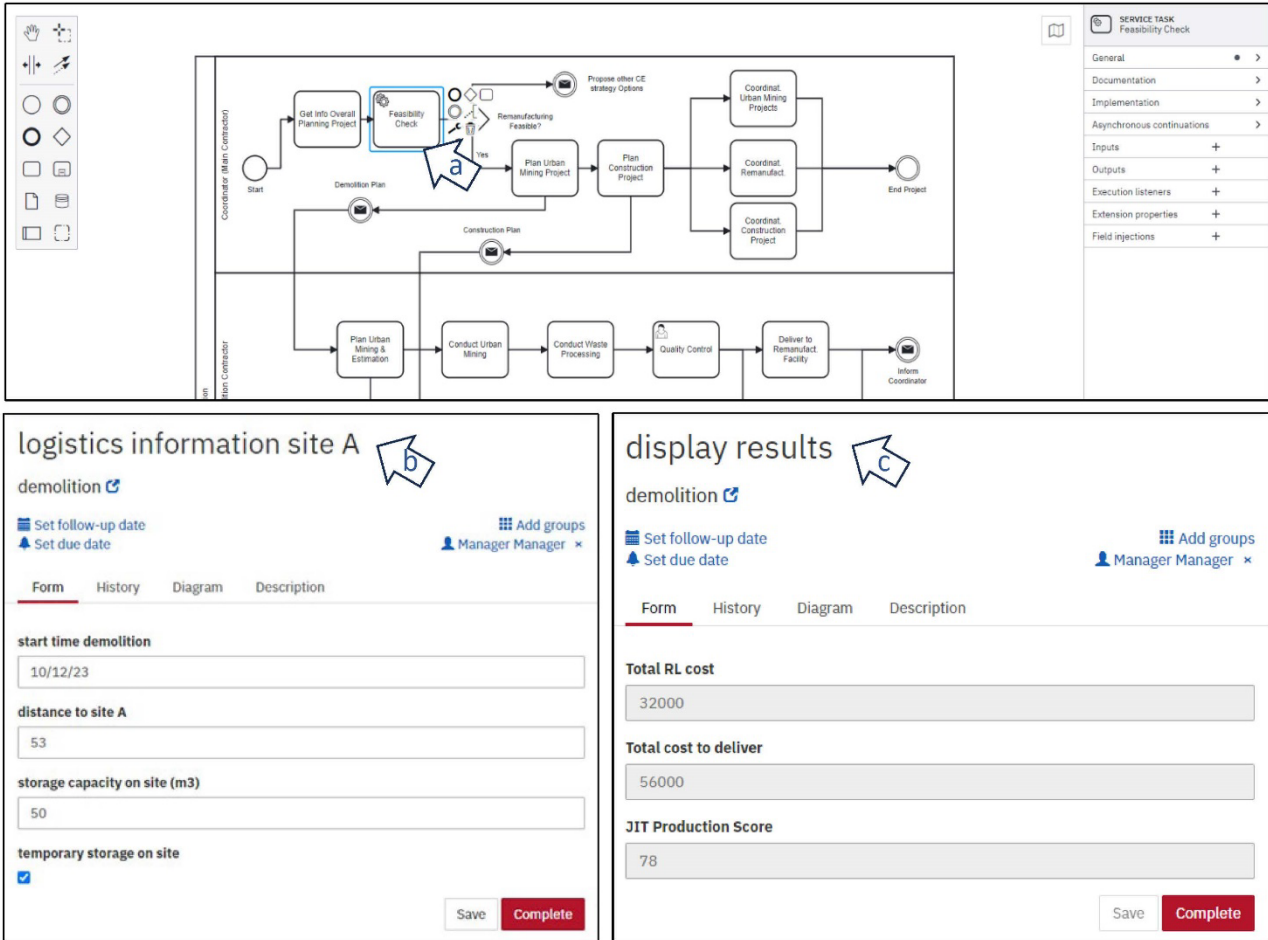 SERVICE TASK
Feasibility Check
General
Documentation
Implementation
Asynchronous continuations
Inputs
Outputs
Execution listeners
Extension properties
Field injections
Coordinator (Main Contractor)
Start
Get Info Overall
Planning Project
Feasibility
Check
a
Propose other CE
strategy Options
Remanufacturing
Feasible?
Yes
Plan Urban
Mining Project
Plan
Construction
Project
Coordinat.
Urban Mining
Projects
Coordinat.
Remanufact.
Coordinat.
Construction
Project
End Project
Demolition Plan
Construction Plan
on
ition Contractor
Plan Urban
Mining &
Estimation
Conduct Urban
Mining
Conduct Waste
Processing
Quality Control
Deliver to
Remanufact.
Facility
Inform
Coordinator
logistics information site A
b
demolition
Set follow-up date
Add groups
Set due date
Manager Manager ×
Form History Diagram Description
start time demolition
10/12/23
distance to site A
53
storage capacity on site (m3)
50
temporary storage on site
Save Complete
display results
c
demolition
Set follow-up date
Add groups
Set due date
Manager Manager ×
Form History Diagram Description
Total RL cost
32000
Total cost to deliver
56000
JIT Production Score
78
Save Complete